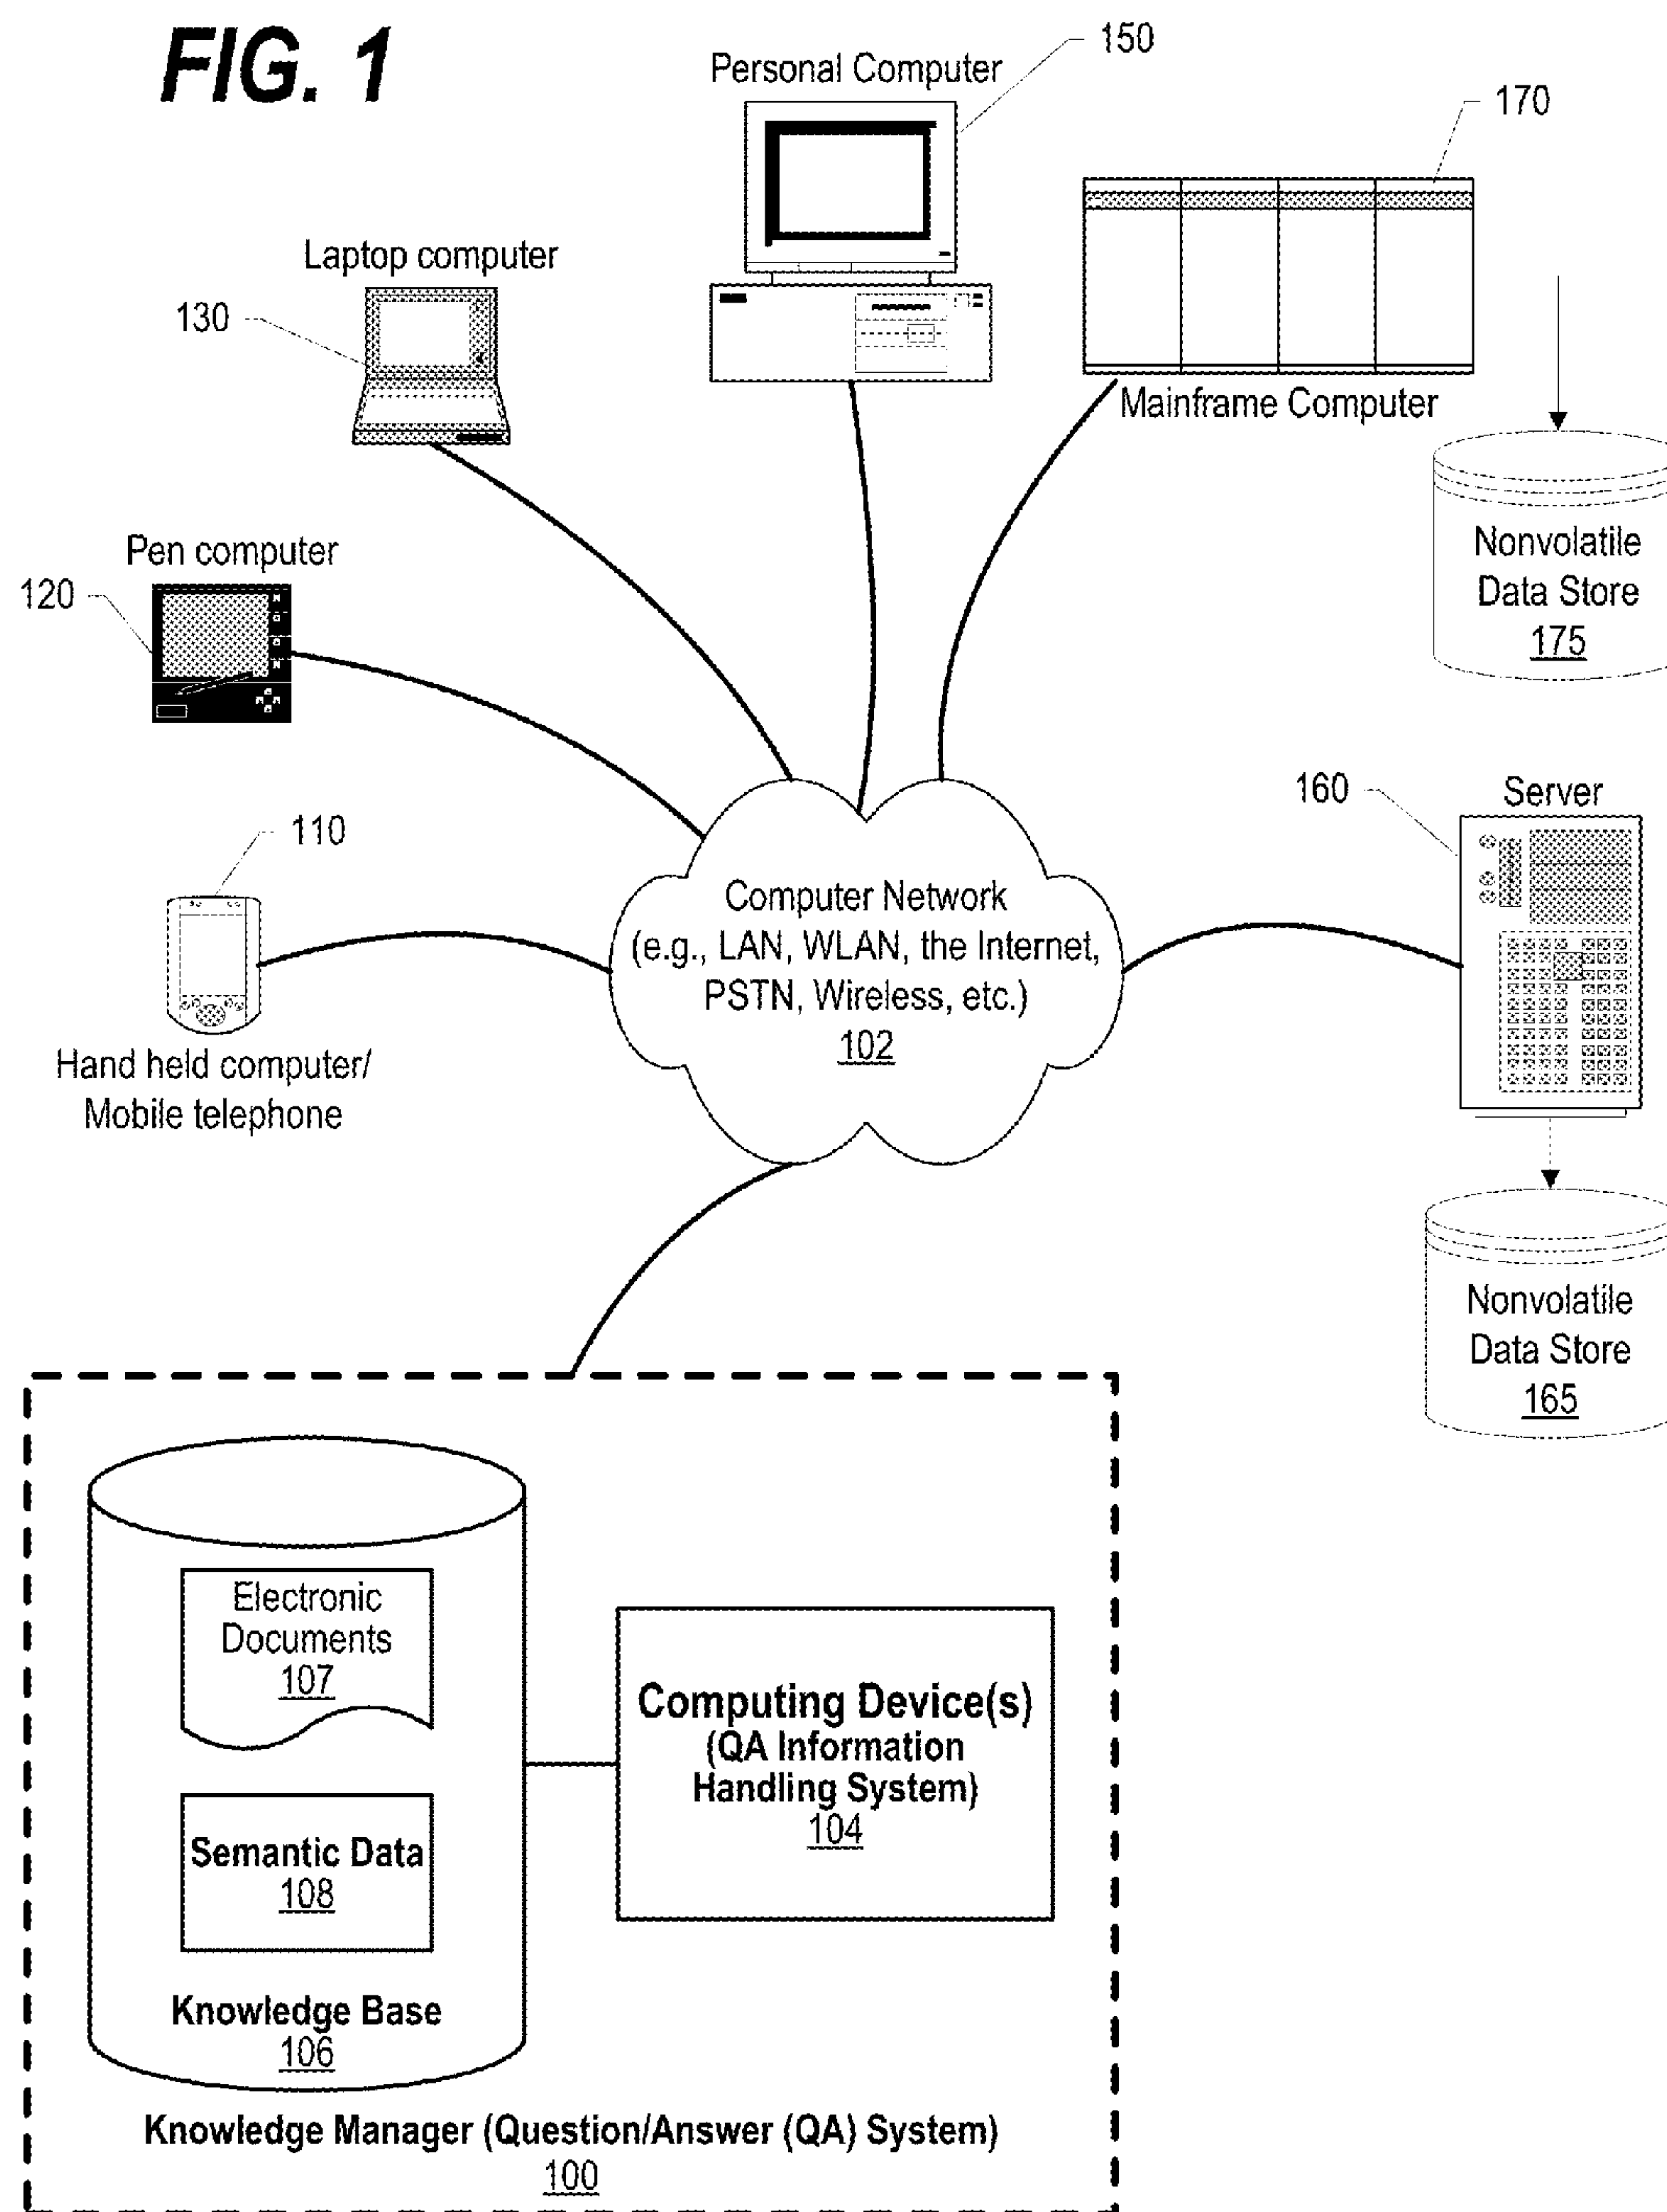 FIG. 1
150
Personal Computer
170
Laptop computer
130
Mainframe Computer
Pen computer
120
Nonvolatile
Data Store
175
160
Server
110
Computer Network
(e.g., LAN, WLAN, the Internet,
PSTN, Wireless, etc.)
102
Hand held computer/
Mobile telephone
Nonvolatile
Data Store
165
Electronic
Documents
107
Computing Device(s)
(QA Information
Handling System)
104
Semantic Data
108
Knowledge Base
106
Knowledge Manager (Question/Answer (QA) System)
100